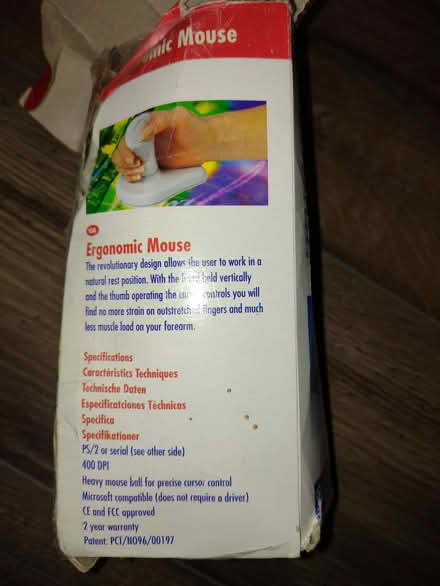 Mouse
GB
Ergonomic Mouse
The revolutionary design allows the user to work in a
natural rest position. With the hand held vertically
and the thumb operating the controls you will
find no more strain on outstretched fingers and much
less muscle load on your forearm.
Specifications
Caractéristics Techniques
Technische Daten
Especificatciones Tècnicas
Specifica
Specifikationer
PS/2 or serial (see other side)
400 DPI
Heavy mouse ball for precise cursor control
Microsoft compatible (does not require a driver)
CE and FCC approved
2 year warranty
Patent: PCT/NO96/00197